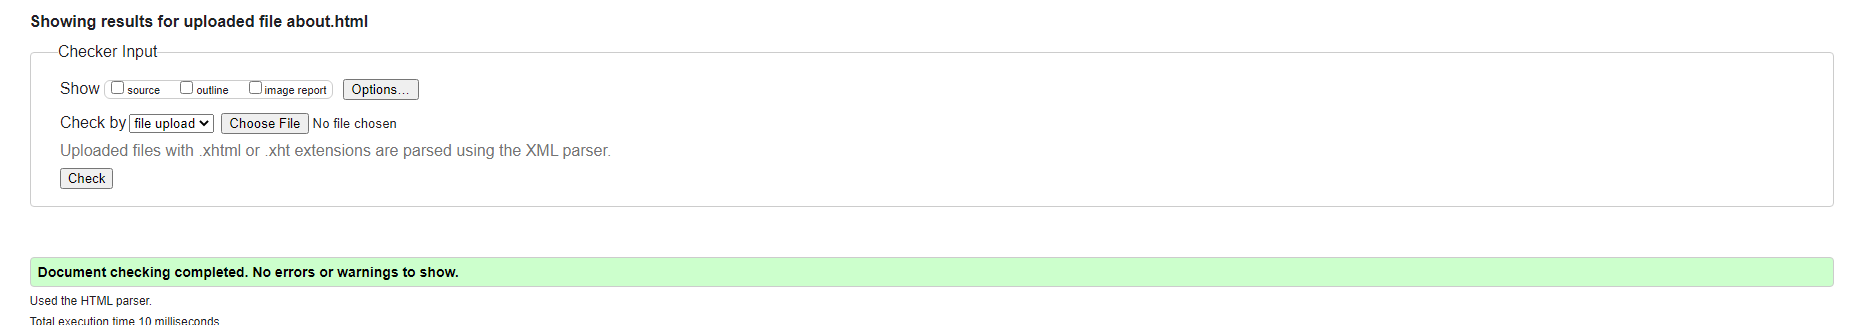 Showing results for uploaded file about.html
Checker Input
Show source outline image report Options...
Check by file upload Choose File No file chosen
Uploaded files with .xhtml or .xht extensions are parsed using the XML parser.
Check
Document checking completed. No errors or warnings to show.
Used the HTML parser.
Total execution time 10 milliseconds